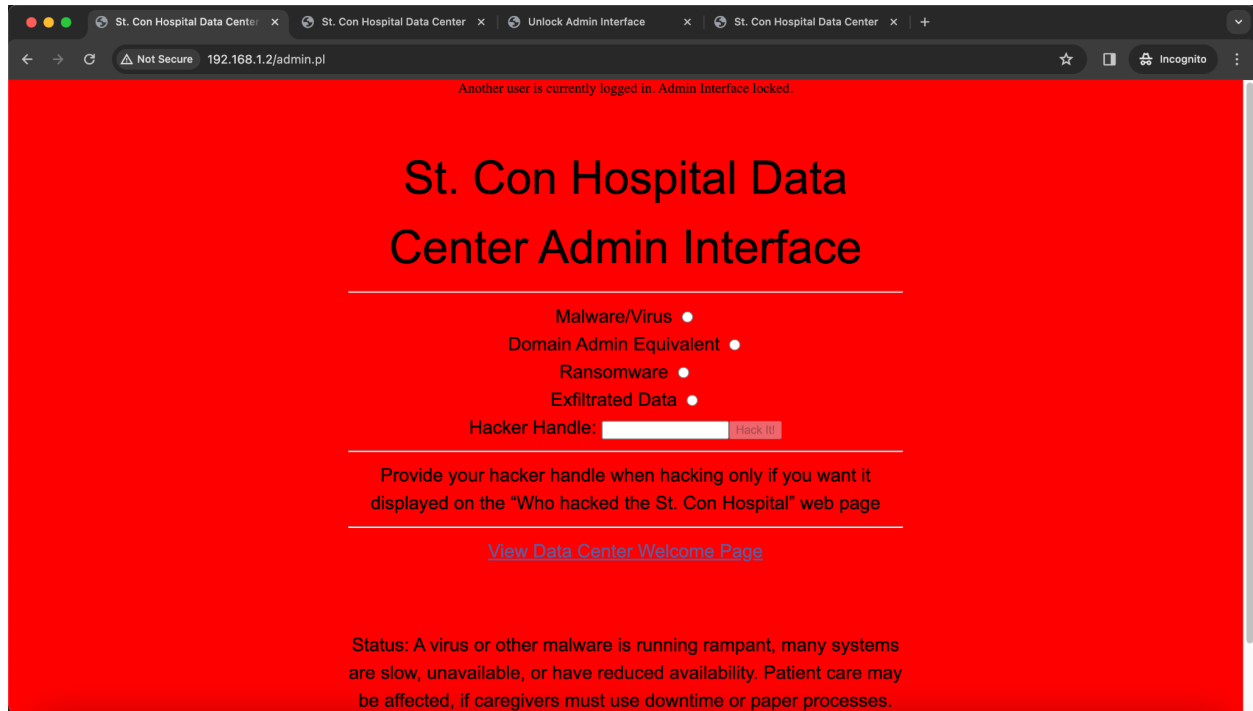 St. Con Hospital Data Center
St. Con Hospital Data Center
Unlock Admin Interface
St. Con Hospital Data Center
Not Secure 192.168.1.2/admin.pl
Incognito
Another user is currently logged in. Admin Interface locked.
St. Con Hospital Data
Center Admin Interface
Malware/Virus
Domain Admin Equivalent
Ransomware
Exfiltrated Data
Hacker Handle: Hack It!
Provide your hacker handle when hacking only if you want it
displayed on the “Who hacked the St. Con Hospital” web page
View Data Center Welcome Page
Status: A virus or other malware is running rampant, many systems
are slow, unavailable, or have reduced availability. Patient care may
be affected, if caregivers must use downtime or paper processes.